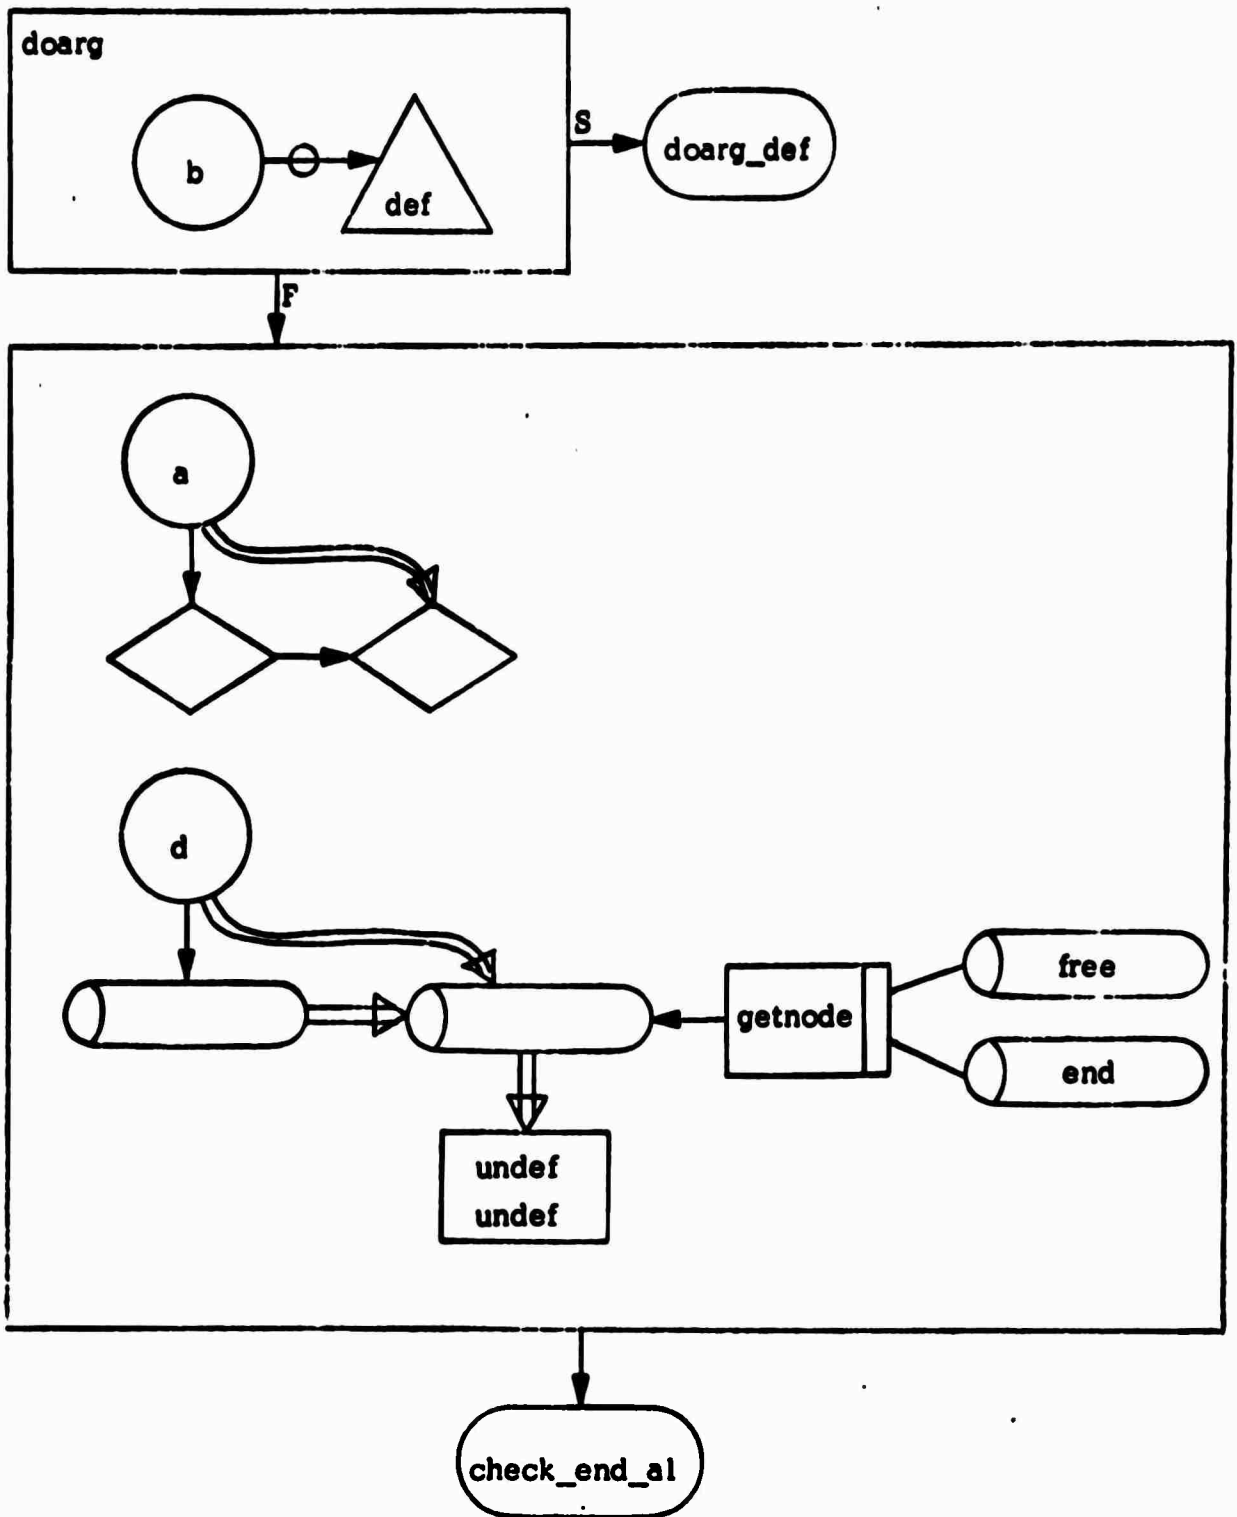 doarg
b
def
S
doarg_def
F
a
d
free
getnode
end
undef
undef
check_end_al